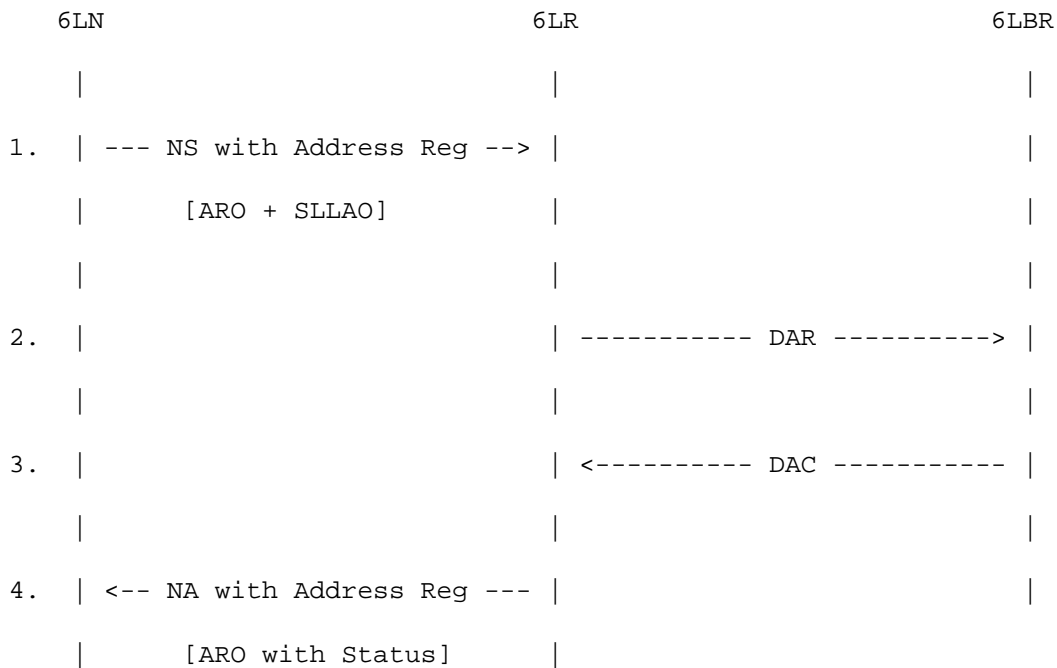 6LN 6LR 6LBR
| | |
1. | --- NS with Address Reg --> | |
| [ARO + SLLAO] | |
| | |
2. | | ----------- DAR ----------> |
| | |
3. | | <---------- DAC ----------- |
| | |
4. | <-- NA with Address Reg --- | |
| [ARO with Status] |